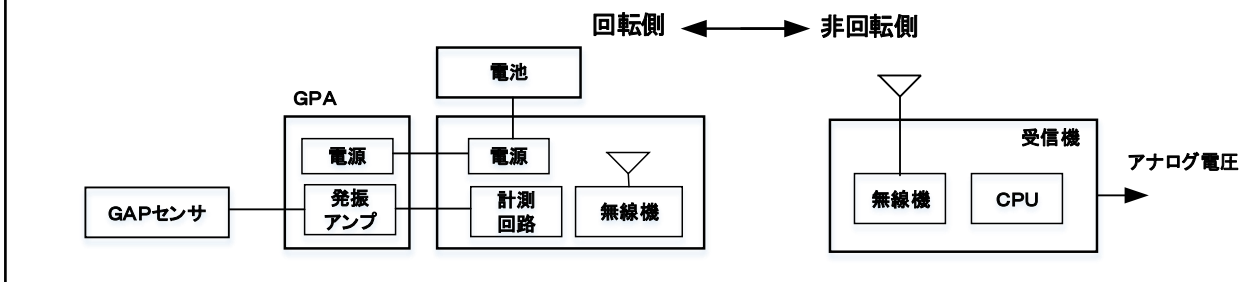 回転側
非回転側
電池
GPA
受信機
電源
電源
アナログ電圧
GAPセンサ
発振
アンプ
計測
回路
無線機
無線機
CPU